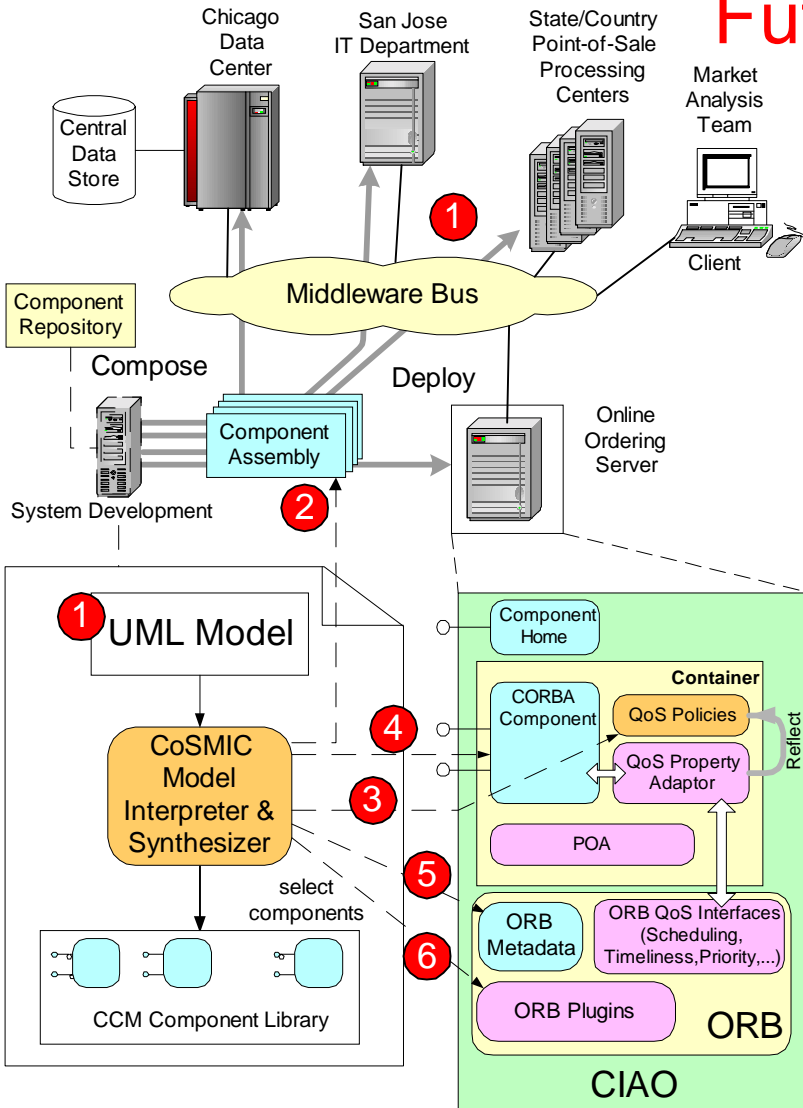 Fut
Chicago
Data
Center
San Jose
IT Department
State/Country
Point-of-Sale
Processing
Centers
Market
Analysis
Team
Central
Data
Store
1
Client
Middleware Bus
Component
Repository
Compose
Deploy
Component
Assembly
Online
Ordering
Server
2
System Development
1
UML Model
Component
Home
Container
CORBA
Component
QoS Policies
Reflect
4
CoSMIC
Model
Interpreter &
Synthesizer
QoS Property
Adaptor
3
POA
5
select
components
ORB
Metadata
ORB QoS Interfaces
(Scheduling,
Timeliness,Priority,...)
6
ORB Plugins
ORB
CCM Component Library
CIAO